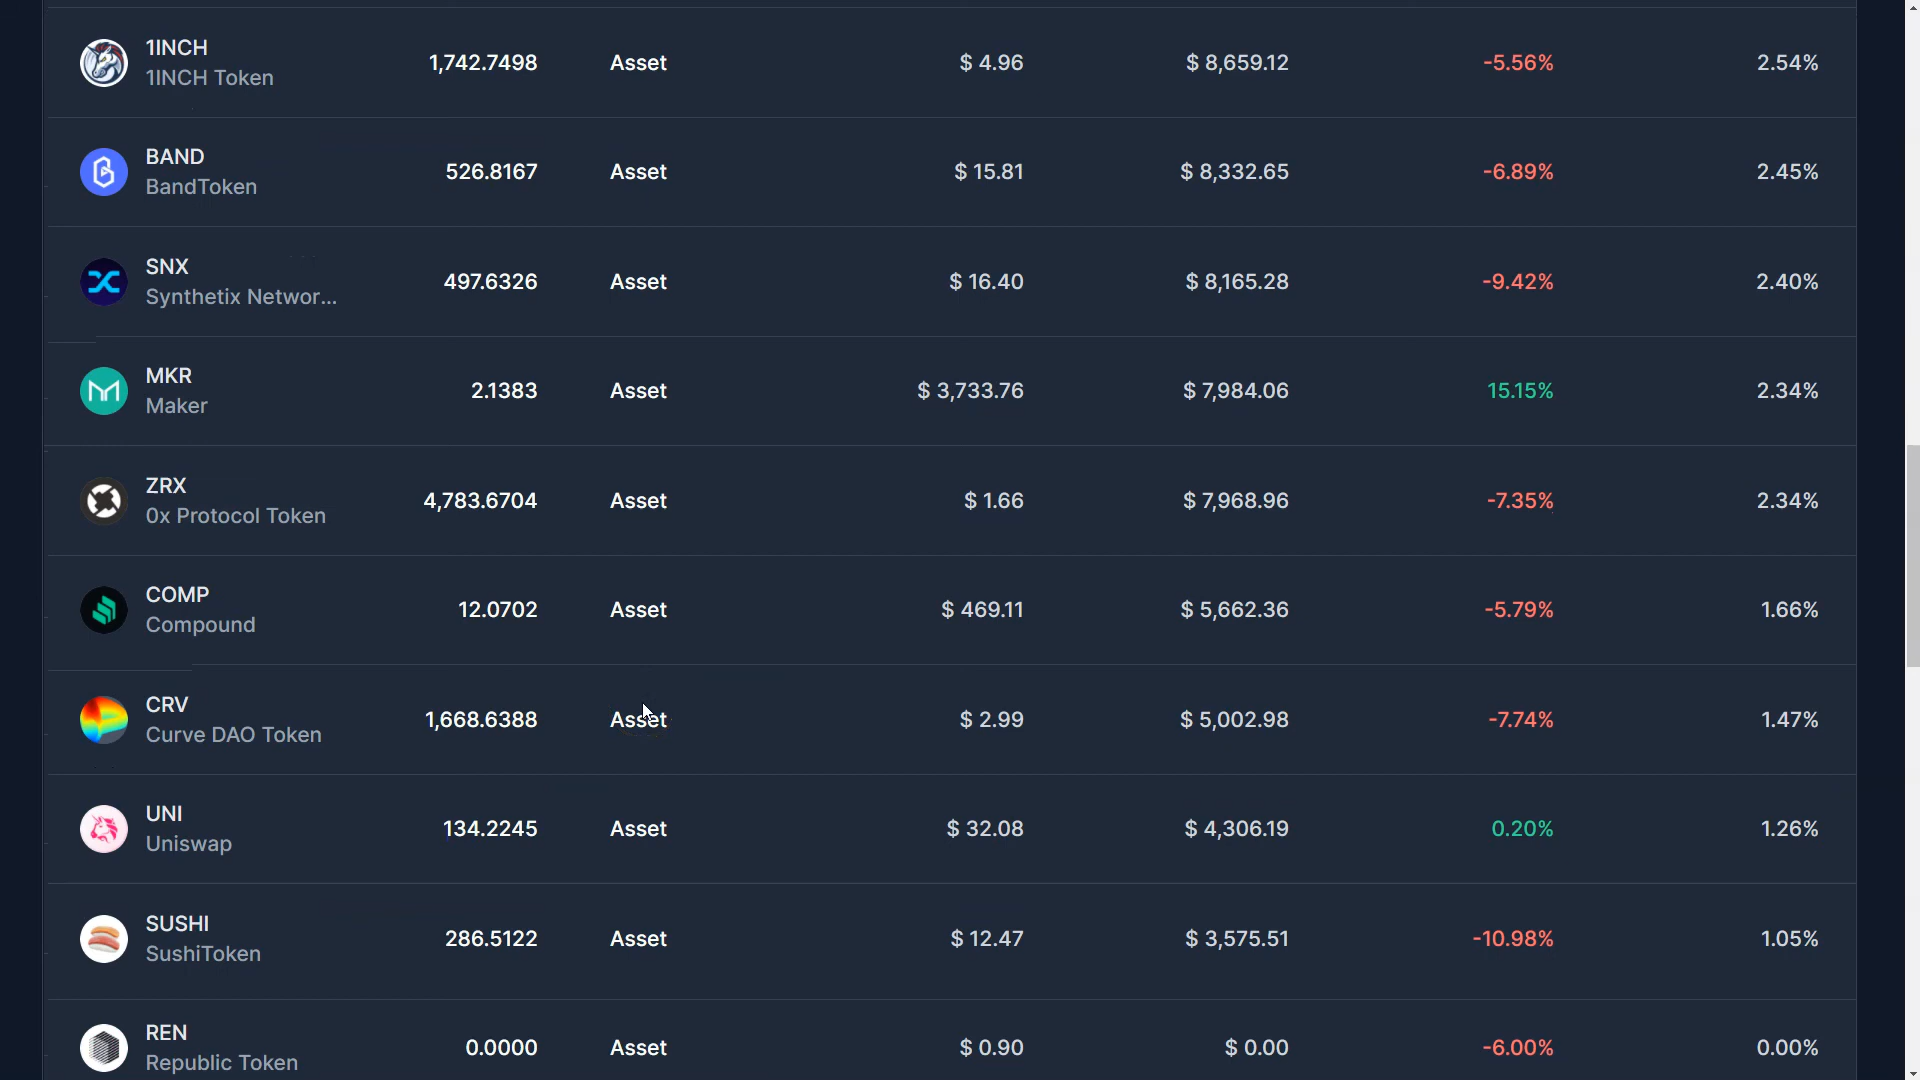 1INCH
1INCH Token
1,742.7498 Asset $ 4.96 $ 8,659.12 -5.56% 2.54%
BAND
BandToken
526.8167 Asset $ 15.81 $ 8,332.65 -6.89% 2.45%
SNX
Synthetix Networ...
497.6326 Asset $ 16.40 $ 8,165.28 -9.42% 2.40%
MKR
Maker
2.1383 Asset $ 3,733.76 $ 7,984.06 15.15% 2.34%
ZRX
0x Protocol Token
4,783.6704 Asset $ 1.66 $ 7,968.96 -7.35% 2.34%
COMP
Compound
12.0702 Asset $ 469.11 $ 5,662.36 -5.79% 1.66%
CRV
Curve DAO Token
1,668.6388 Asset $ 2.99 $ 5,002.98 -7.74% 1.47%
UNI
Uniswap
134.2245 Asset $ 32.08 $ 4,306.19 0.20% 1.26%
SUSHI
SushiToken
286.5122 Asset $ 12.47 $ 3,575.51 -10.98% 1.05%
REN
Republic Token
0.0000 Asset $ 0.90 $ 0.00 -6.00% 0.00%